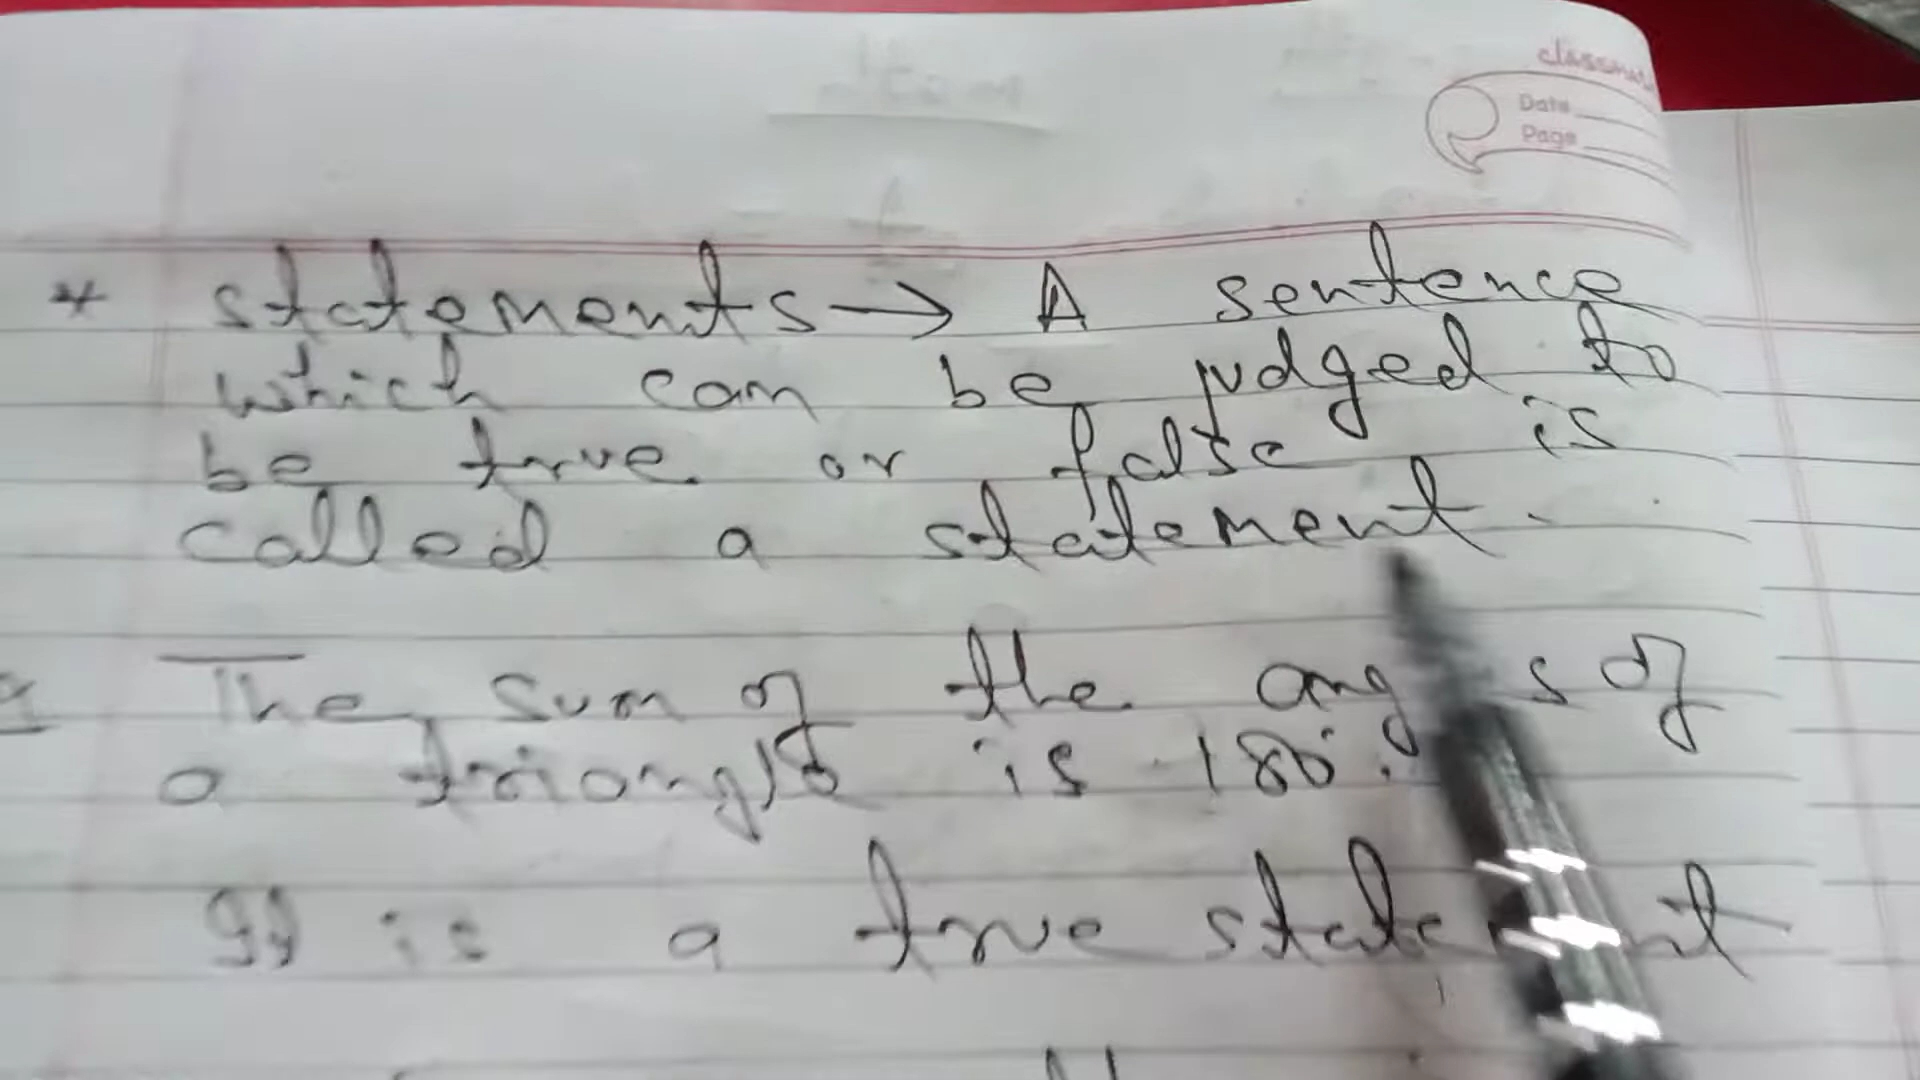 classmate
Date
Page
* statements → A sentence
which can be judged to
be true or false is
called a statement.
The sum of the angles of
a triangle is 180°.
It is a true statement